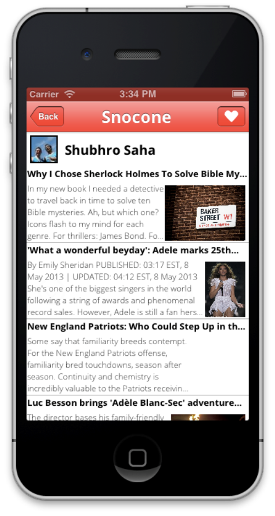 Carrier 3:34 PM
Back Snocone
Shubhro Saha
Why I Chose Sherlock Holmes To Solve Bible My...
In my new book I needed a detective
to travel back in time to solve ten
Bible mysteries. Ah, but which one?
Icons flash to my mind for each
genre. For thrillers: James Bond. Fo...
BAKER
STREET W1
'What a wonderful beyday': Adele marks 25th...
By Emily Sheridan PUBLISHED: 03:17 EST, 8
May 2013 | UPDATED: 04:12 EST, 8 May 2013
She's one of the biggest singers in the world
following a string of awards and phenomenal
record sales. However, Adele is still a fan hers...
New England Patriots: Who Could Step Up in th...
Some say that familiarity breeds contempt.
For the New England Patriots offense,
familiarity bred touchdowns, season after
season. Continuity and chemistry is
incredibly valuable to the Patriots receivin...
Luc Besson brings 'Adèle Blanc-Sec' adventure...
The director bases his family-friendly